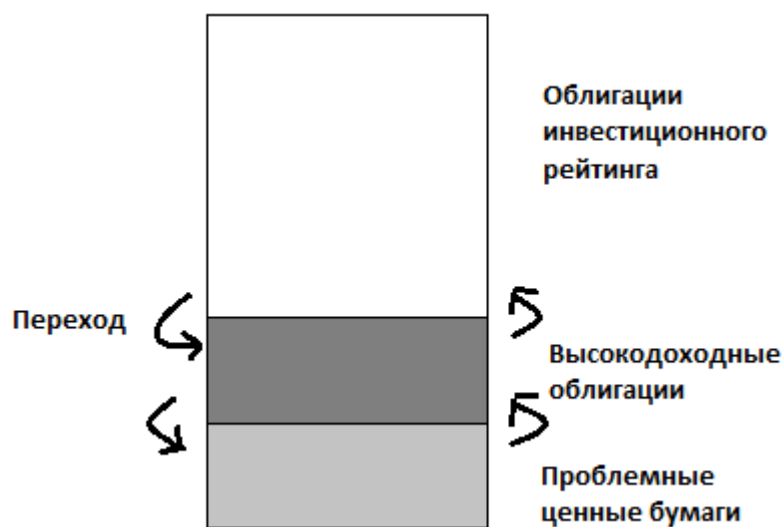 Облигации
инвестиционного
рейтинга
Переход
Высокодоходные
облигации
Проблемные
ценные бумаги